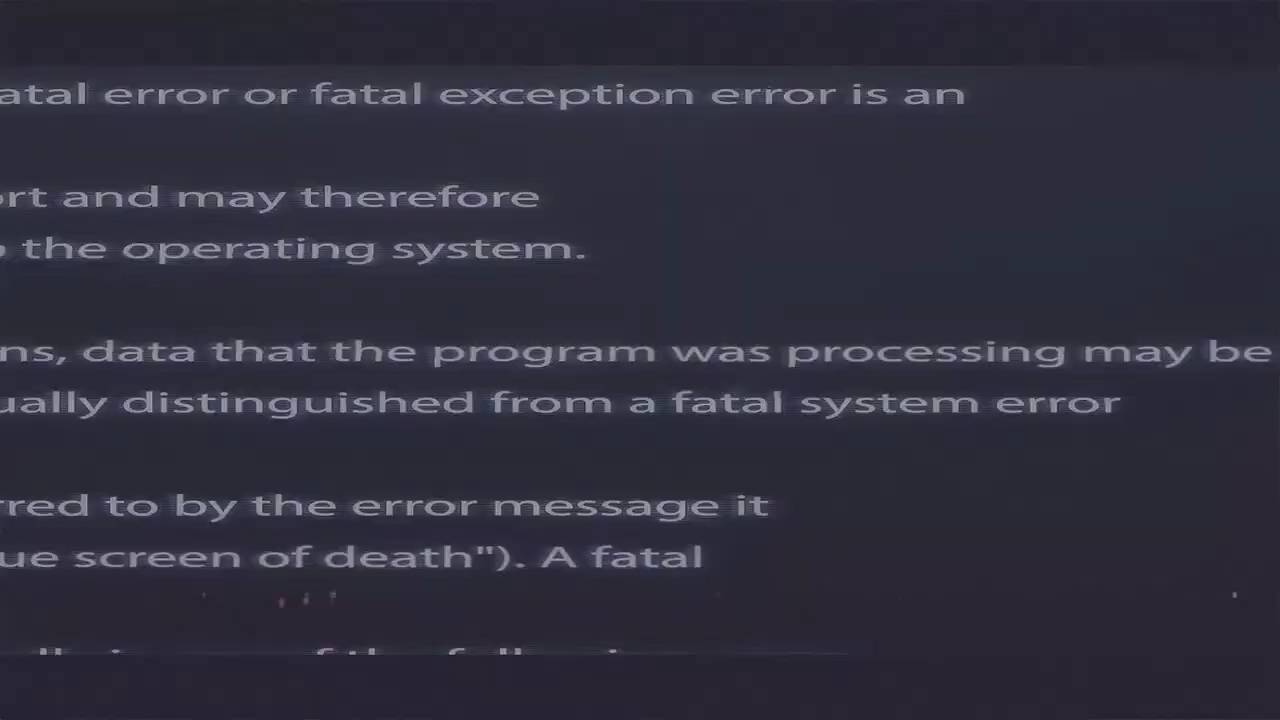 atal error or fatal exception error is an
rt and may therefore
the operating system.
ns, data that the program was processing may be
ually distinguished from a fatal system error
rred to by the error message it
ue screen of death"). A fatal